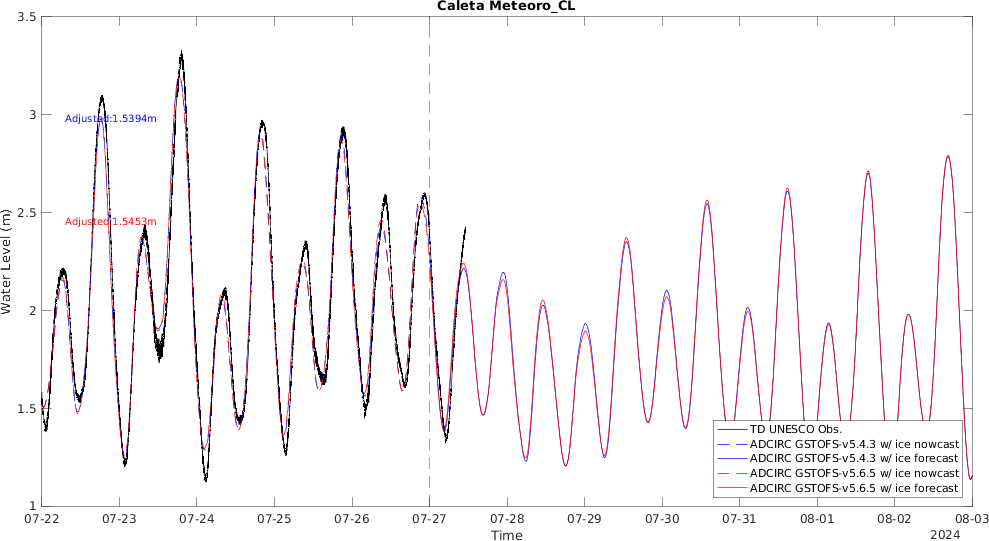 Caleta Meteoro_CL
3.5
3
2.5
2
1.5
1
Water Level (m)
Adjusted:1.5394m
Adjusted:1.5453m
TD UNESCO Obs.
ADCIRC GSTOFS-v5.4.3 w/ ice nowcast
ADCIRC GSTOFS-v5.4.3 w/ ice forecast
ADCIRC GSTOFS-v5.6.5 w/ ice nowcast
ADCIRC GSTOFS-v5.6.5 w/ ice forecast
07-22 07-23 07-24 07-25 07-26 07-27 07-28 07-29 07-30 07-31 08-01 08-02 08-03
Time
2024